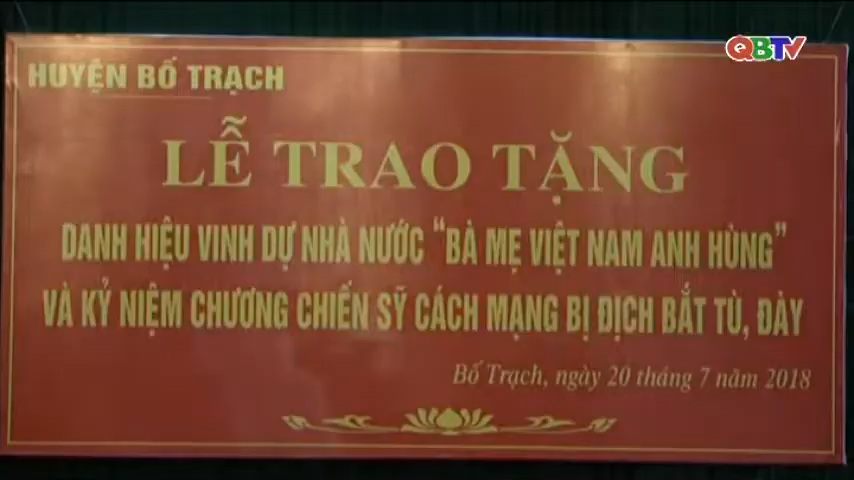 QBTV
HUYỆN BỐ TRẠCH
LỄ TRAO TẶNG
DANH HIỆU VINH DỰ NHÀ NƯỚC "BÀ MẸ VIỆT NAM ANH HÙNG"
VÀ KỶ NIỆM CHƯƠNG CHIẾN SỸ CÁCH MẠNG BỊ ĐỊCH BẮT TÙ, ĐÀY
Bố Trạch, ngày 20 tháng 7 năm 2018